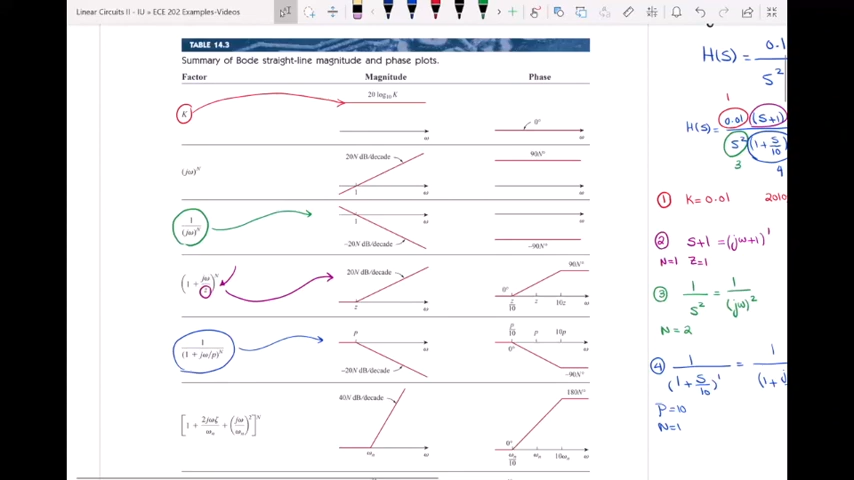 Linear Circuits II - IU » ECE 202 Examples-Videos
TABLE 14.3
Summary of Bode straight-line magnitude and phase plots.
Factor Magnitude Phase
K
20 log₁₀ K
ω
0°
ω
(jω)ᴺ
20N dB/decade
1
ω
90N°
ω
1/(jω)ᴺ
1
ω
−20N dB/decade
ω
−90N°
(1 + jω/z)ᴺ
20N dB/decade
z
ω
90N°
0°
z/10 z 10z ω
1/(1 + jω/p)ᴺ
p
ω
−20N dB/decade
p/10 p 10p
0°
ω
−90N°
[1 + 2jωζ/ωₙ + (jω/ωₙ)²]ᴺ
40N dB/decade
ωₙ
ω
180N°
0°
ωₙ/10 ωₙ 10ωₙ ω
H(S) = 0.1
S²
1
H(S) = 0.01 (S+1)
S² (1+S/10)
3 4
① K = 0.01
② S+1 = (jω+1)¹
N=1 Z=1
③ 1/S² = 1/(jω)²
N = 2
④ 1/(1+S/10)¹ = 1/(1+j
P=10
N=1